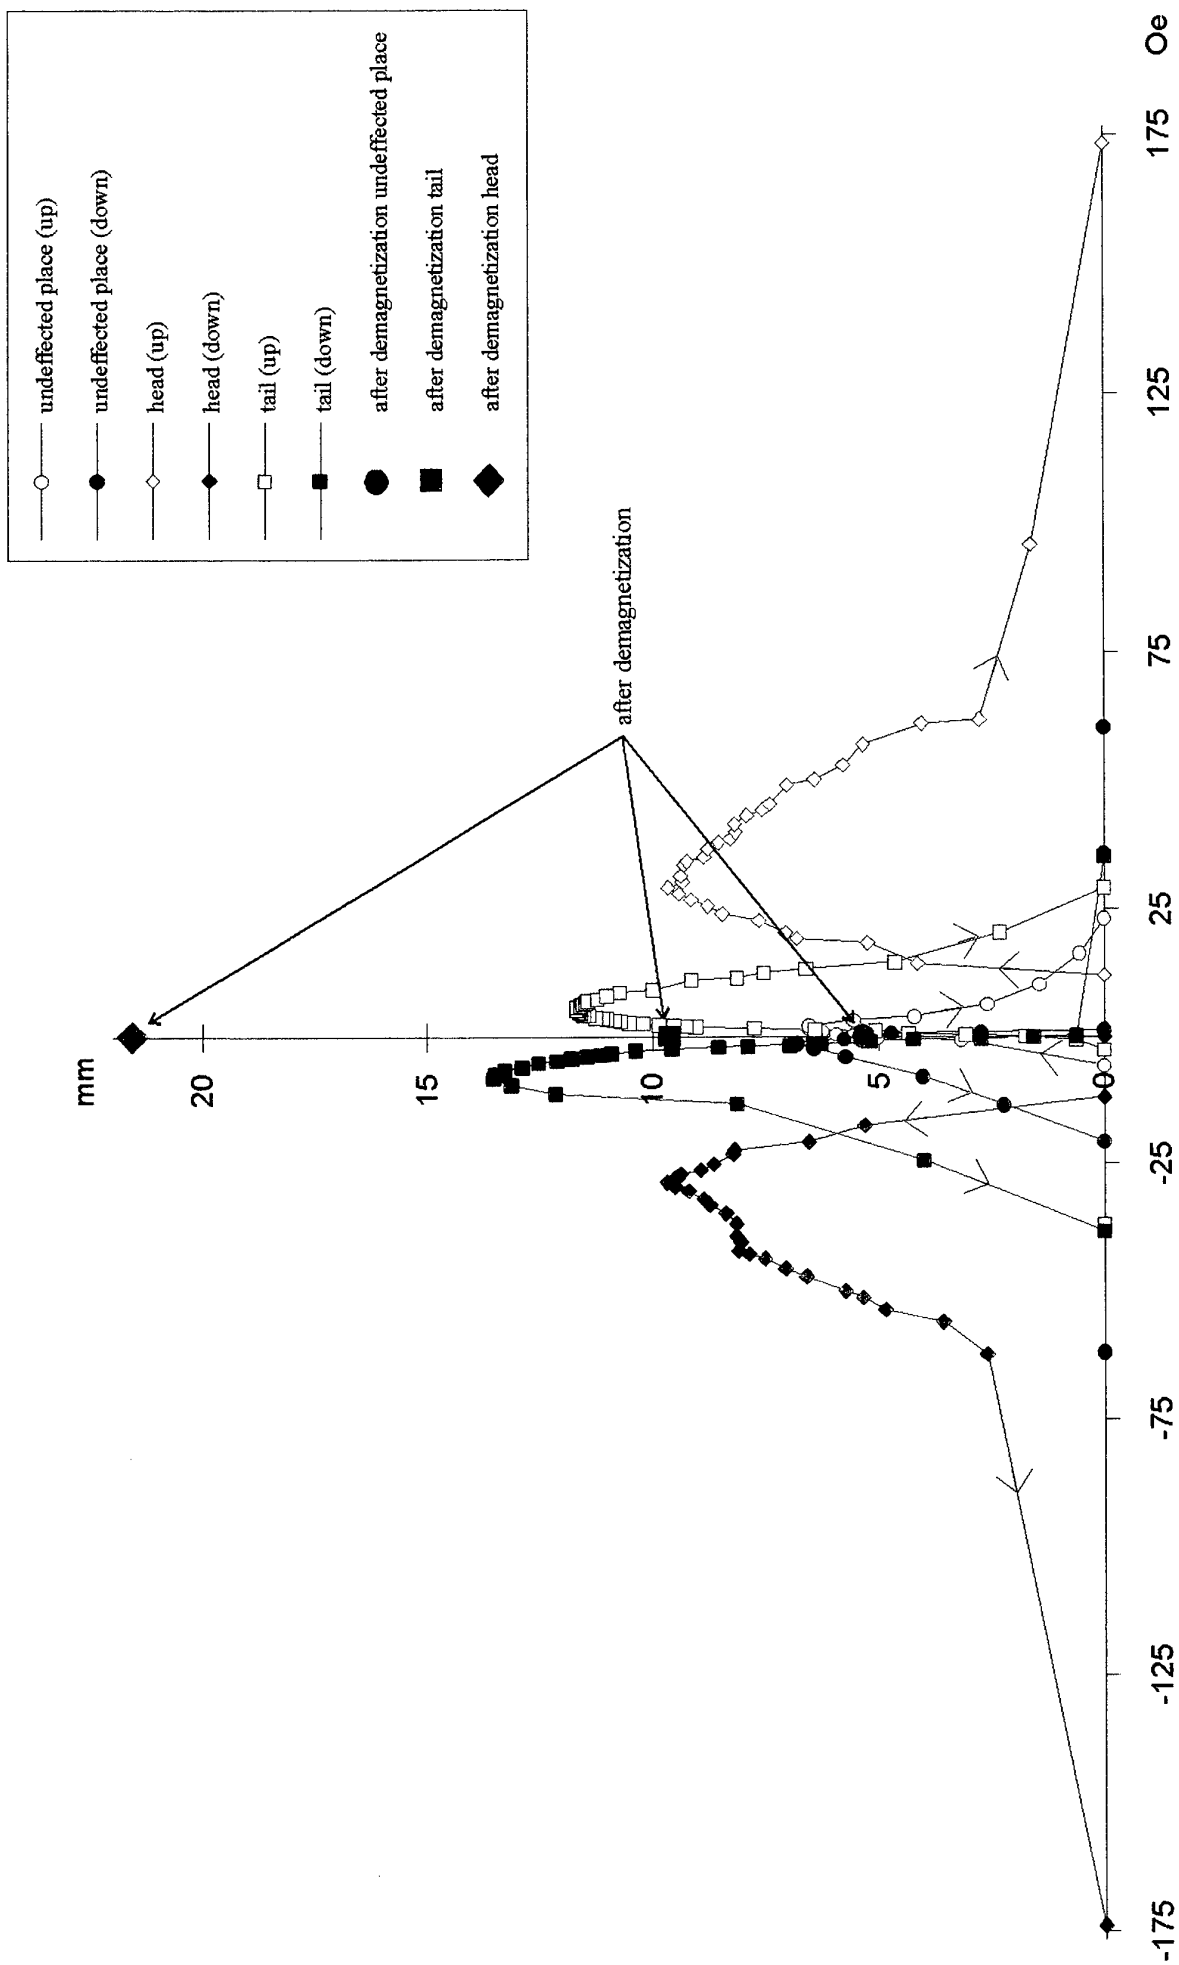 undeffected place (up)
undeffected place (down)
head (up)
head (down)
tail (up)
tail (down)
after demagnetization undeffected place
after demagnetization tail
after demagnetization head
after demagnetization
mm
20
15
10
5
0
-175
-125
-75
-25
25
75
125
175
Oe